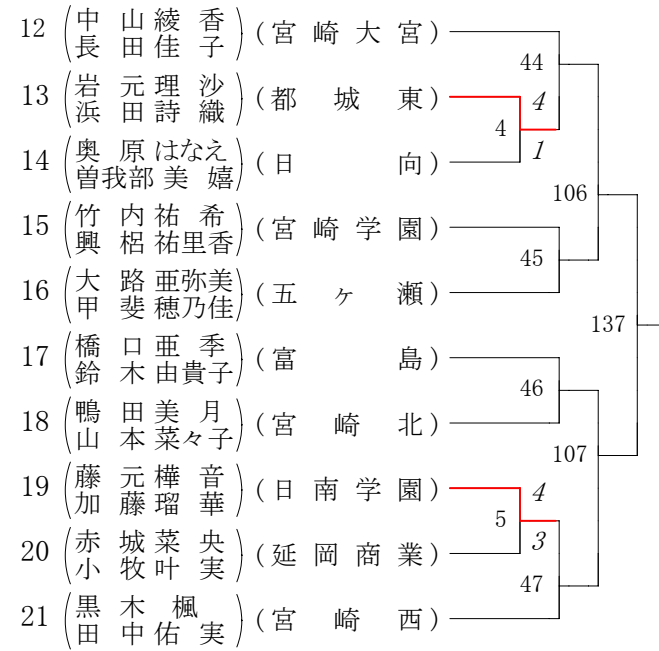 中 山 綾 香
12 (宮 崎 大 宮)
長 田 佳 子
44
岩 元 理 沙
13 (都 城 東) 4
浜 田 詩 織
4 1
奥 原 はなえ
14 (日 向)
曽我部 美 嬉
106
竹 内 祐 希
15 (宮 崎 学 園)
興 梠 祐里香
45
大 路 亜弥美
16 (五 ヶ 瀬)
甲 斐 穂乃佳
137
橋 口 亜 季
17 (富 島)
鈴 木 由貴子
46
鴨 田 美 月
18 (宮 崎 北)
山 本 菜々子
107
藤 元 樺 音
19 (日 南 学 園) 4
加 藤 瑠 華
5 3
赤 城 菜 央
20 (延 岡 商 業)
小 牧 叶 実
47
黒 木 楓
21 (宮 崎 西)
田 中 佑 実